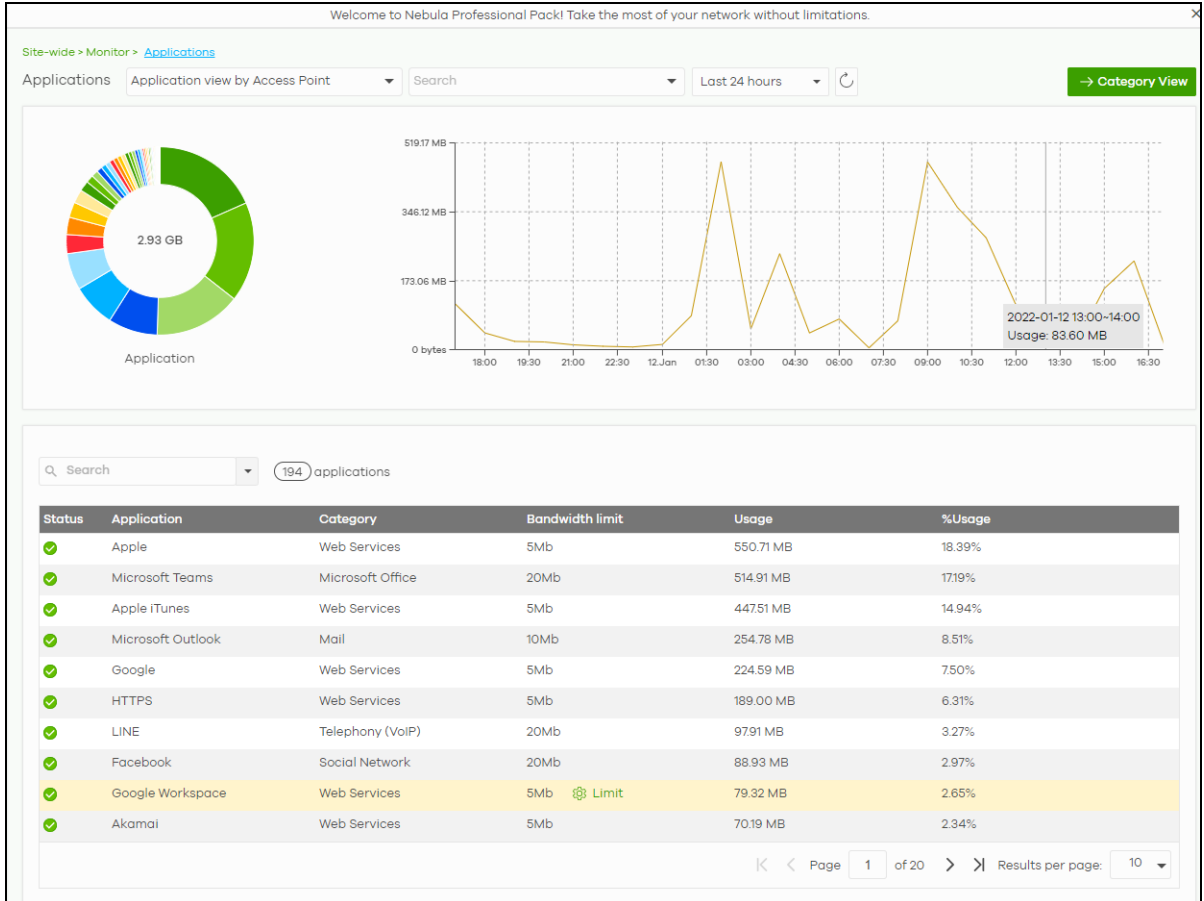 Welcome to Nebula Professional Pack! Take the most of your network without limitations.
Site-wide > Monitor > Applications
Applications Application view by Access Point Search Last 24 hours → Category View
519.17 MB
346.12 MB
173.06 MB
0 bytes
2.93 GB
Application
2022-01-12 13:00~14:00
Usage: 83.60 MB
18:00 19:30 21:00 22:30 12.Jan 01:30 03:00 04:30 06:00 07:30 09:00 10:30 12:00 13:30 15:00 16:30
Search 194 applications
Status Application Category Bandwidth limit Usage %Usage
Apple Web Services 5Mb 550.71 MB 18.39%
Microsoft Teams Microsoft Office 20Mb 514.91 MB 17.19%
Apple iTunes Web Services 5Mb 447.51 MB 14.94%
Microsoft Outlook Mail 10Mb 254.78 MB 8.51%
Google Web Services 5Mb 224.59 MB 7.50%
HTTPS Web Services 5Mb 189.00 MB 6.31%
LINE Telephony (VoIP) 20Mb 97.91 MB 3.27%
Facebook Social Network 20Mb 88.93 MB 2.97%
Google Workspace Web Services 5Mb Limit 79.32 MB 2.65%
Akamai Web Services 5Mb 70.19 MB 2.34%
Page 1 of 20 Results per page: 10